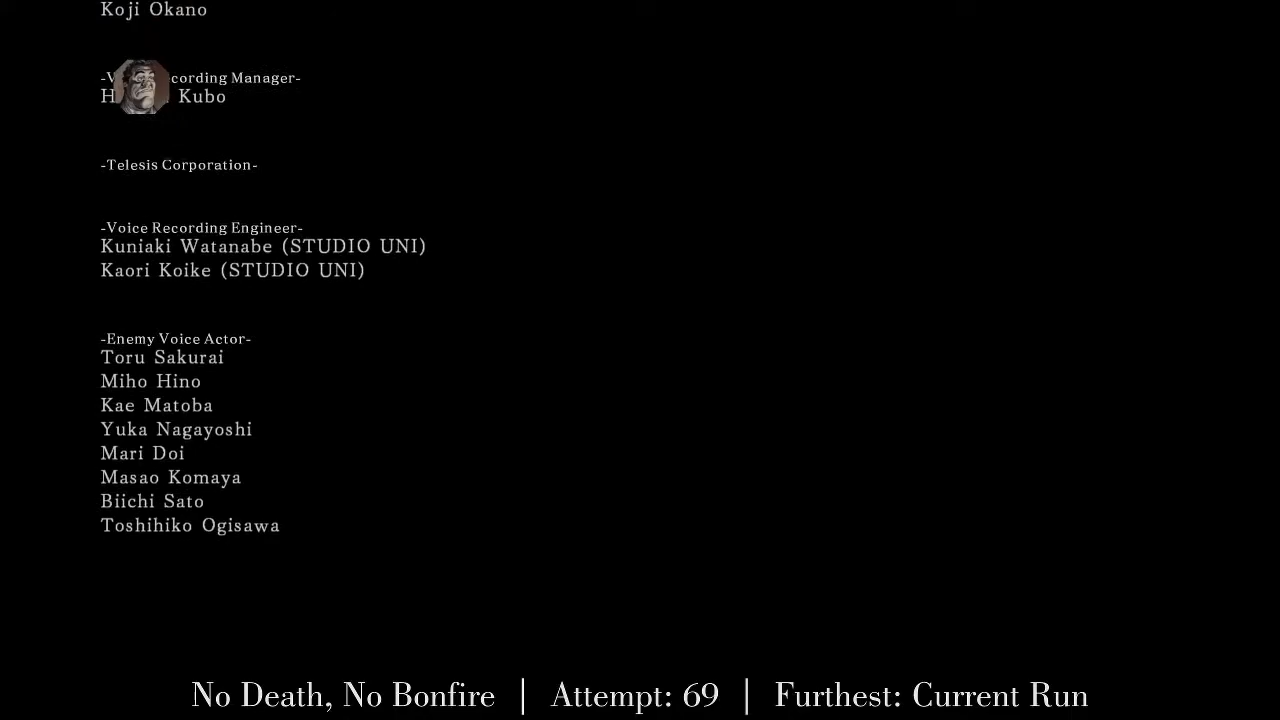 Koji Okano
-V cording Manager-
H Kubo
-Telesis Corporation-
-Voice Recording Engineer-
Kuniaki Watanabe (STUDIO UNI)
Kaori Koike (STUDIO UNI)
-Enemy Voice Actor-
Toru Sakurai
Miho Hino
Kae Matoba
Yuka Nagayoshi
Mari Doi
Masao Komaya
Biichi Sato
Toshihiko Ogisawa
No Death, No Bonfire | Attempt: 69 | Furthest: Current Run